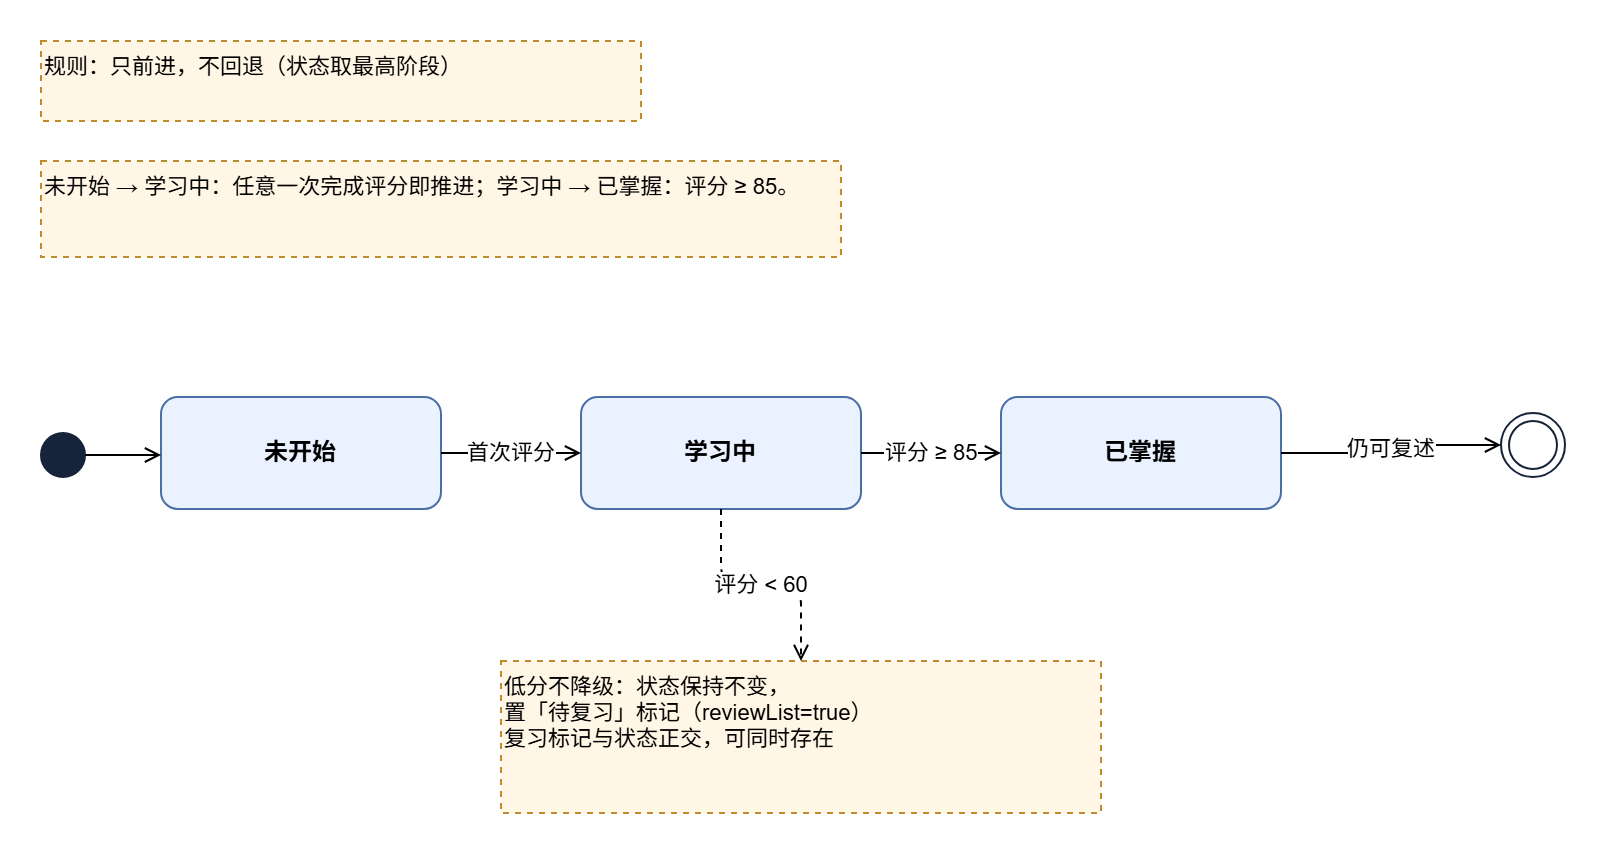 规则：只前进，不回退（状态取最高阶段）
未开始 → 学习中：任意一次完成评分即推进；学习中 → 已掌握：评分 ≥ 85。
未开始
首次评分
学习中
评分 ≥ 85
已掌握
仍可复述
评分 < 60
低分不降级：状态保持不变，
置「待复习」标记（reviewList=true）
复习标记与状态正交，可同时存在